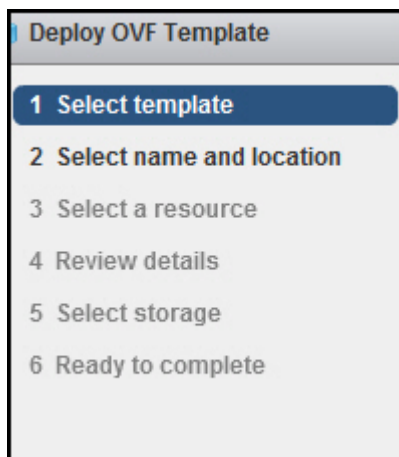 Deploy OVF Template
1 Select template
2 Select name and location
3 Select a resource
4 Review details
5 Select storage
6 Ready to complete